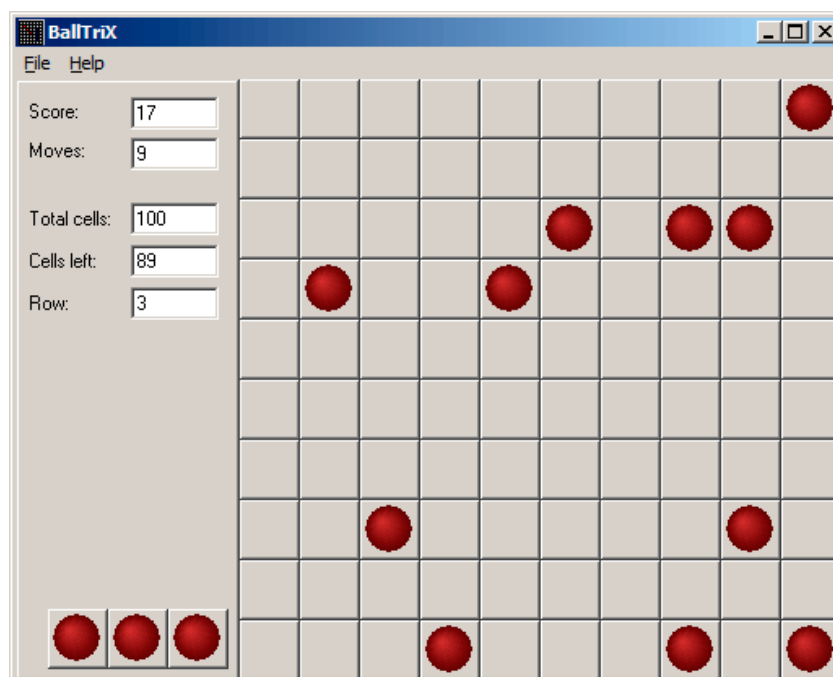 BallTriX
File Help
Score: 17
Moves: 9
Total cells: 100
Cells left: 89
Row: 3